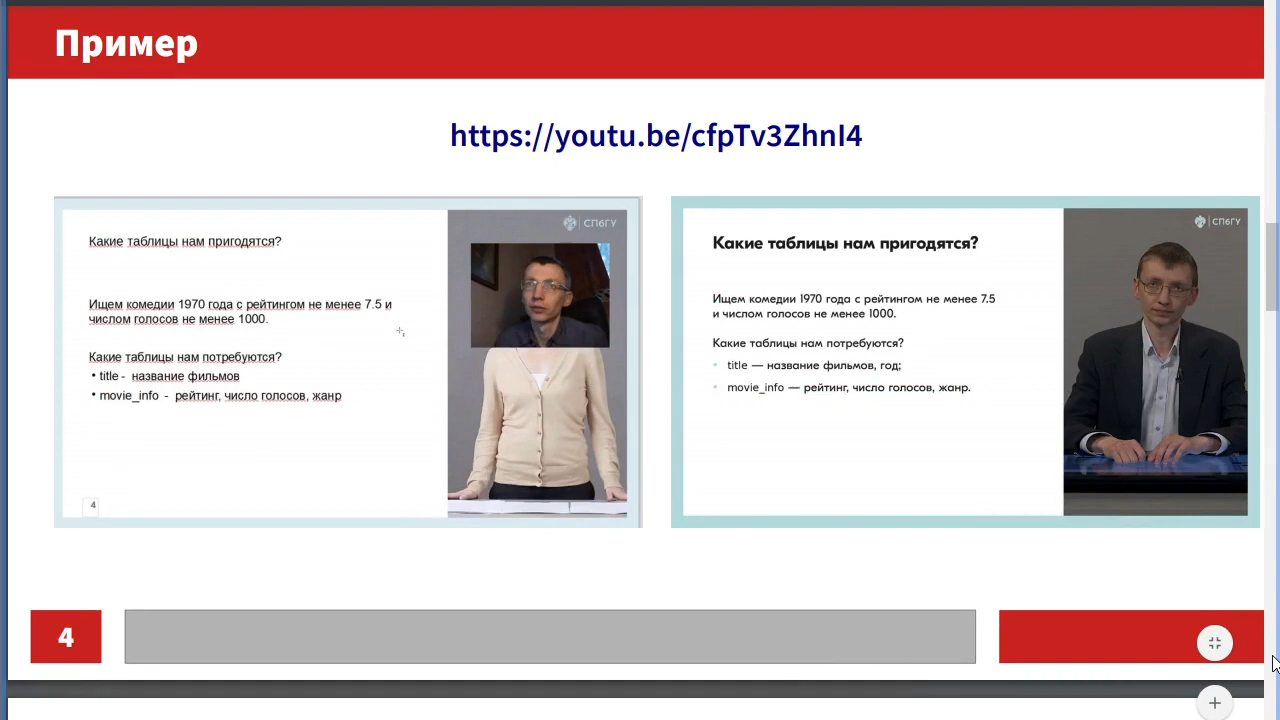 Пример
https://youtu.be/cfpTv3ZhnI4
СПбГУ
Какие таблицы нам пригодятся?
Ищем комедии 1970 года с рейтингом не менее 7.5 и
числом голосов не менее 1000.
Какие таблицы нам потребуются?
• title - название фильмов
• movie_info - рейтинг, число голосов, жанр
4
СПбГУ
Какие таблицы нам пригодятся?
Ищем комедии 1970 года с рейтингом не менее 7.5
и числом голосов не менее 1000.
Какие таблицы нам потребуются?
• title — название фильмов, год;
• movie_info — рейтинг, число голосов, жанр.
4